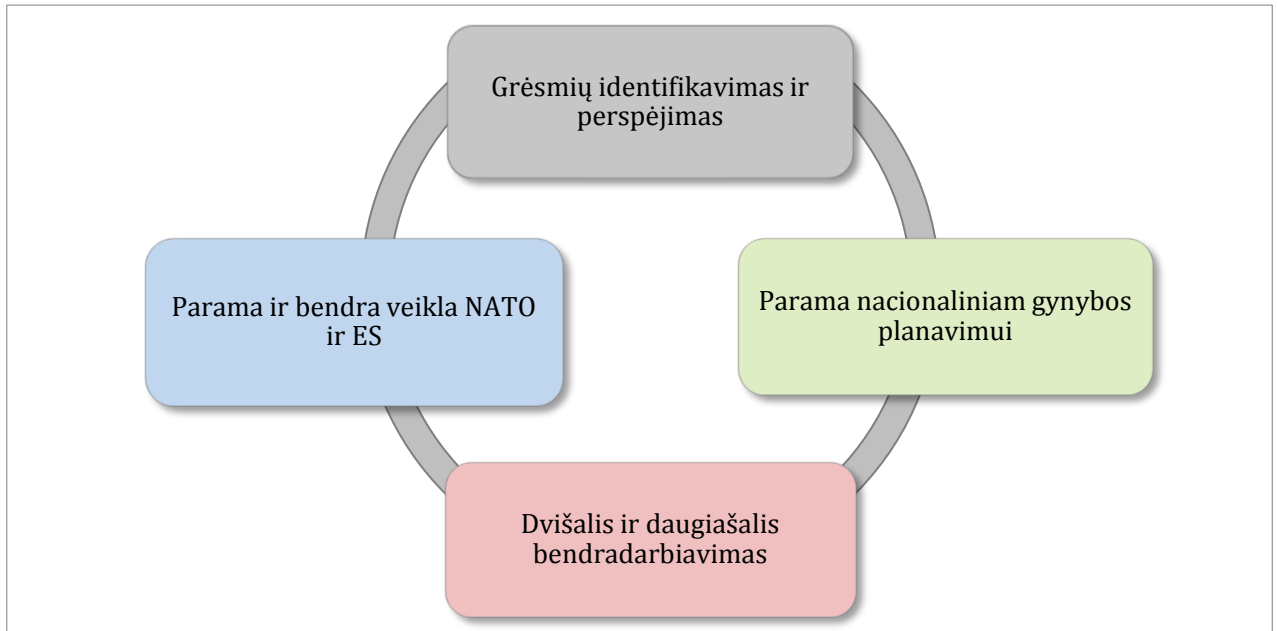 Grėsmių identifikavimas ir
perspėjimas
Parama ir bendra veikla NATO
ir ES
Parama nacionaliniam gynybos
planavimui
Dvišalis ir daugiašalis
bendradarbiavimas